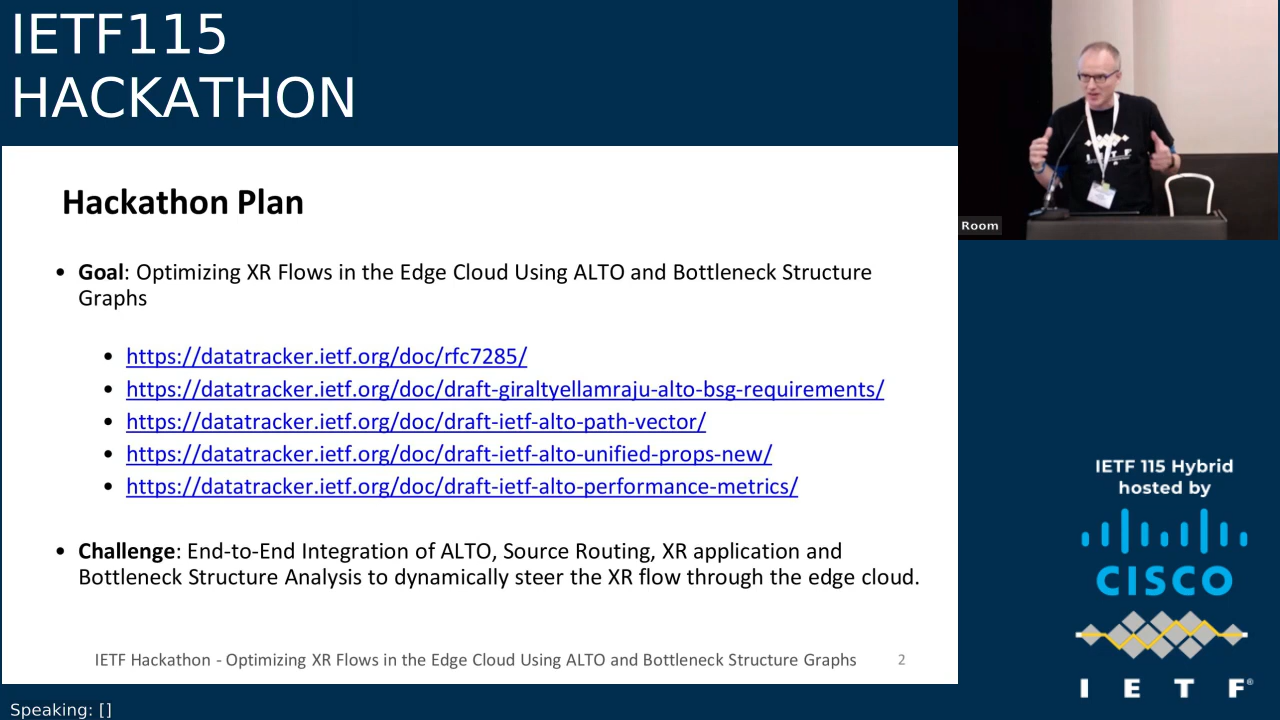 IETF115
HACKATHON
Hackathon Plan
• Goal: Optimizing XR Flows in the Edge Cloud Using ALTO and Bottleneck Structure
Graphs
• https://datatracker.ietf.org/doc/rfc7285/
• https://datatracker.ietf.org/doc/draft-giraltyellamraju-alto-bsg-requirements/
• https://datatracker.ietf.org/doc/draft-ietf-alto-path-vector/
• https://datatracker.ietf.org/doc/draft-ietf-alto-unified-props-new/
• https://datatracker.ietf.org/doc/draft-ietf-alto-performance-metrics/
• Challenge: End-to-End Integration of ALTO, Source Routing, XR application and
Bottleneck Structure Analysis to dynamically steer the XR flow through the edge cloud.
IETF Hackathon - Optimizing XR Flows in the Edge Cloud Using ALTO and Bottleneck Structure Graphs 2
Speaking: []
I E T F
Room
IETF 115 Hybrid
hosted by
CISCO
I E T F®